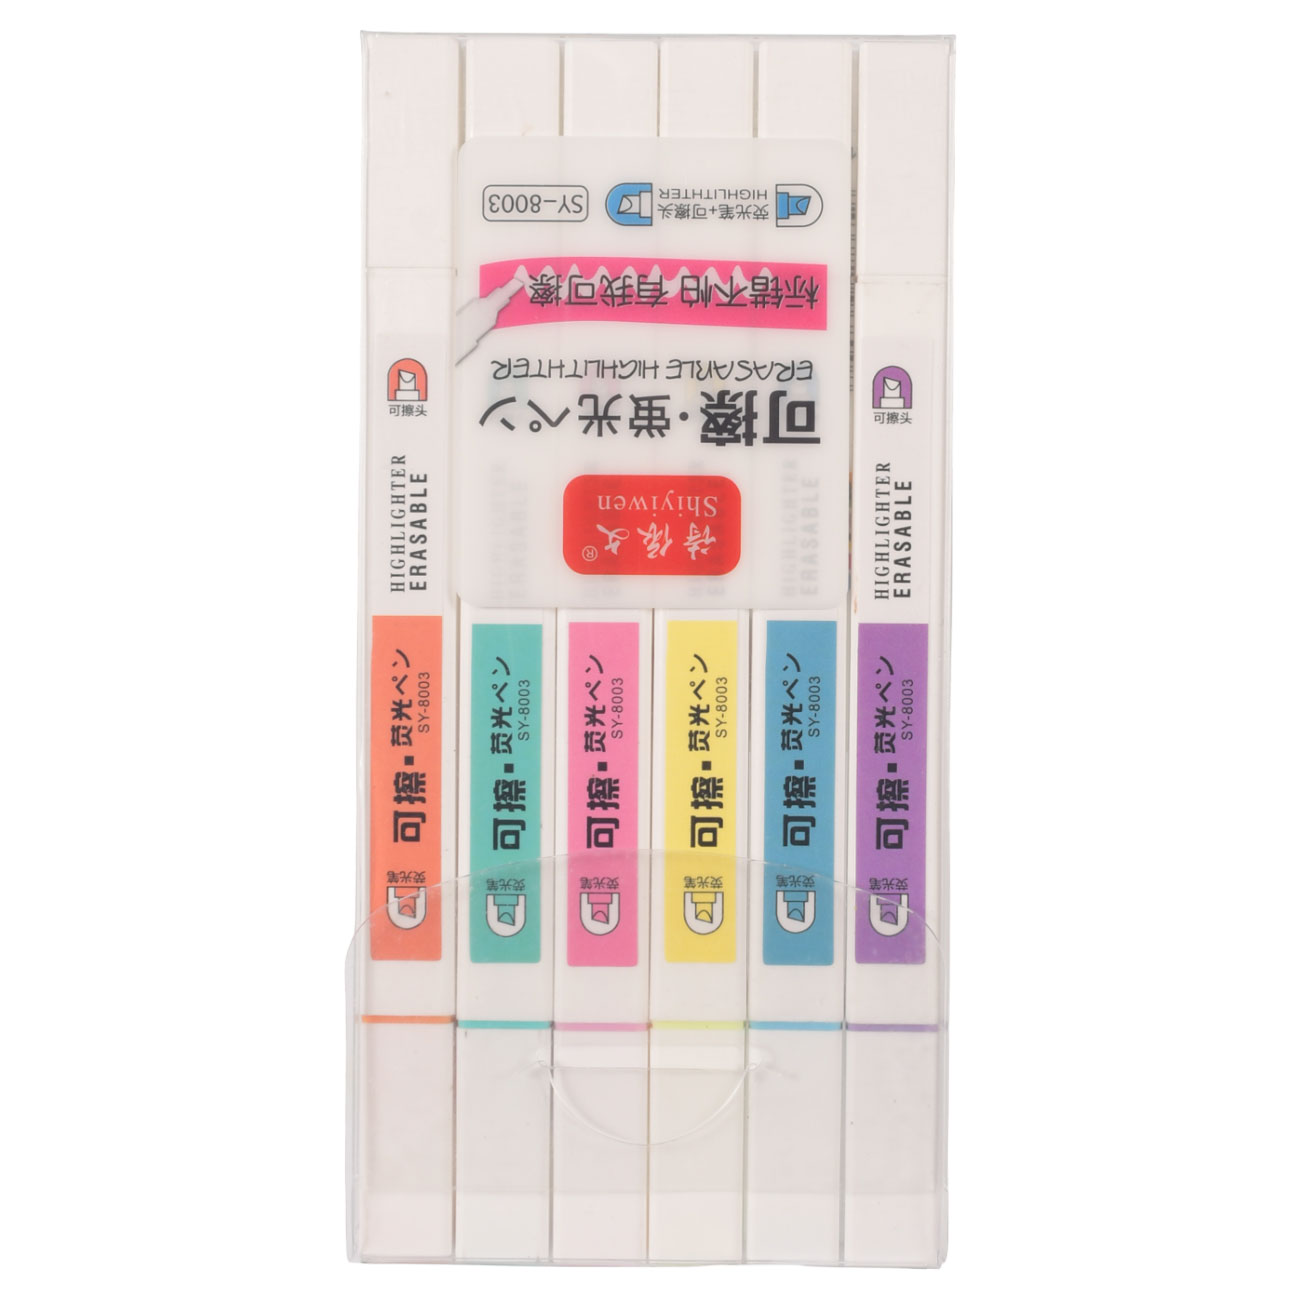 诗依文®
Shiyiwen
可擦·蛍光ペン
ERASABLE HIGHLITHTER
标错不怕 有我可擦
荧光笔+可擦头
HIGHLITHTER
SY-8003
可擦头
HIGHLIGHTER
ERASABLE
可擦·荧光ペン
SY-8003
荧光笔
HIGHLIGHTER
ERASABLE
可擦·荧光ペン
SY-8003
荧光笔
可擦·荧光ペン
SY-8003
荧光笔
可擦·荧光ペン
SY-8003
荧光笔
HIGHLIGHTER
ERASABLE
可擦·荧光ペン
SY-8003
荧光笔
可擦头
HIGHLIGHTER
ERASABLE
可擦·荧光ペン
SY-8003
荧光笔